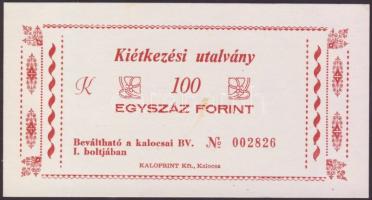 Kiétkezési utalvány
K 100
EGYSZÁZ FORINT
Beváltható a kalocsai BV. № 002826
I. boltjában
KALOPRINT Kft., Kalocsa